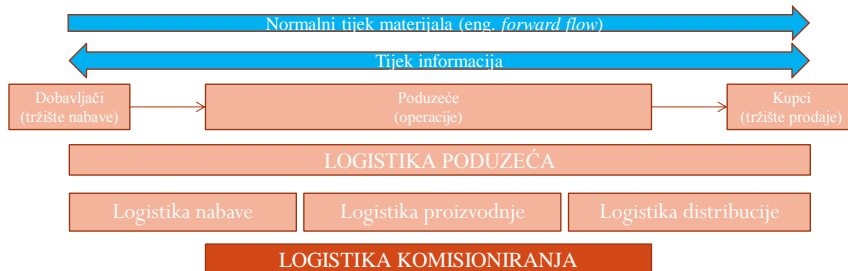 Normalni tijek materijala (eng. forward flow)
Tijek informacija
Dobavljači
(tržište nabave)
Poduzeće
(operacije)
Kupci
(tržište prodaje)
LOGISTIKA PODUZEĆA
Logistika nabave
Logistika proizvodnje
Logistika distribucije
LOGISTIKA KOMISIONIRANJA